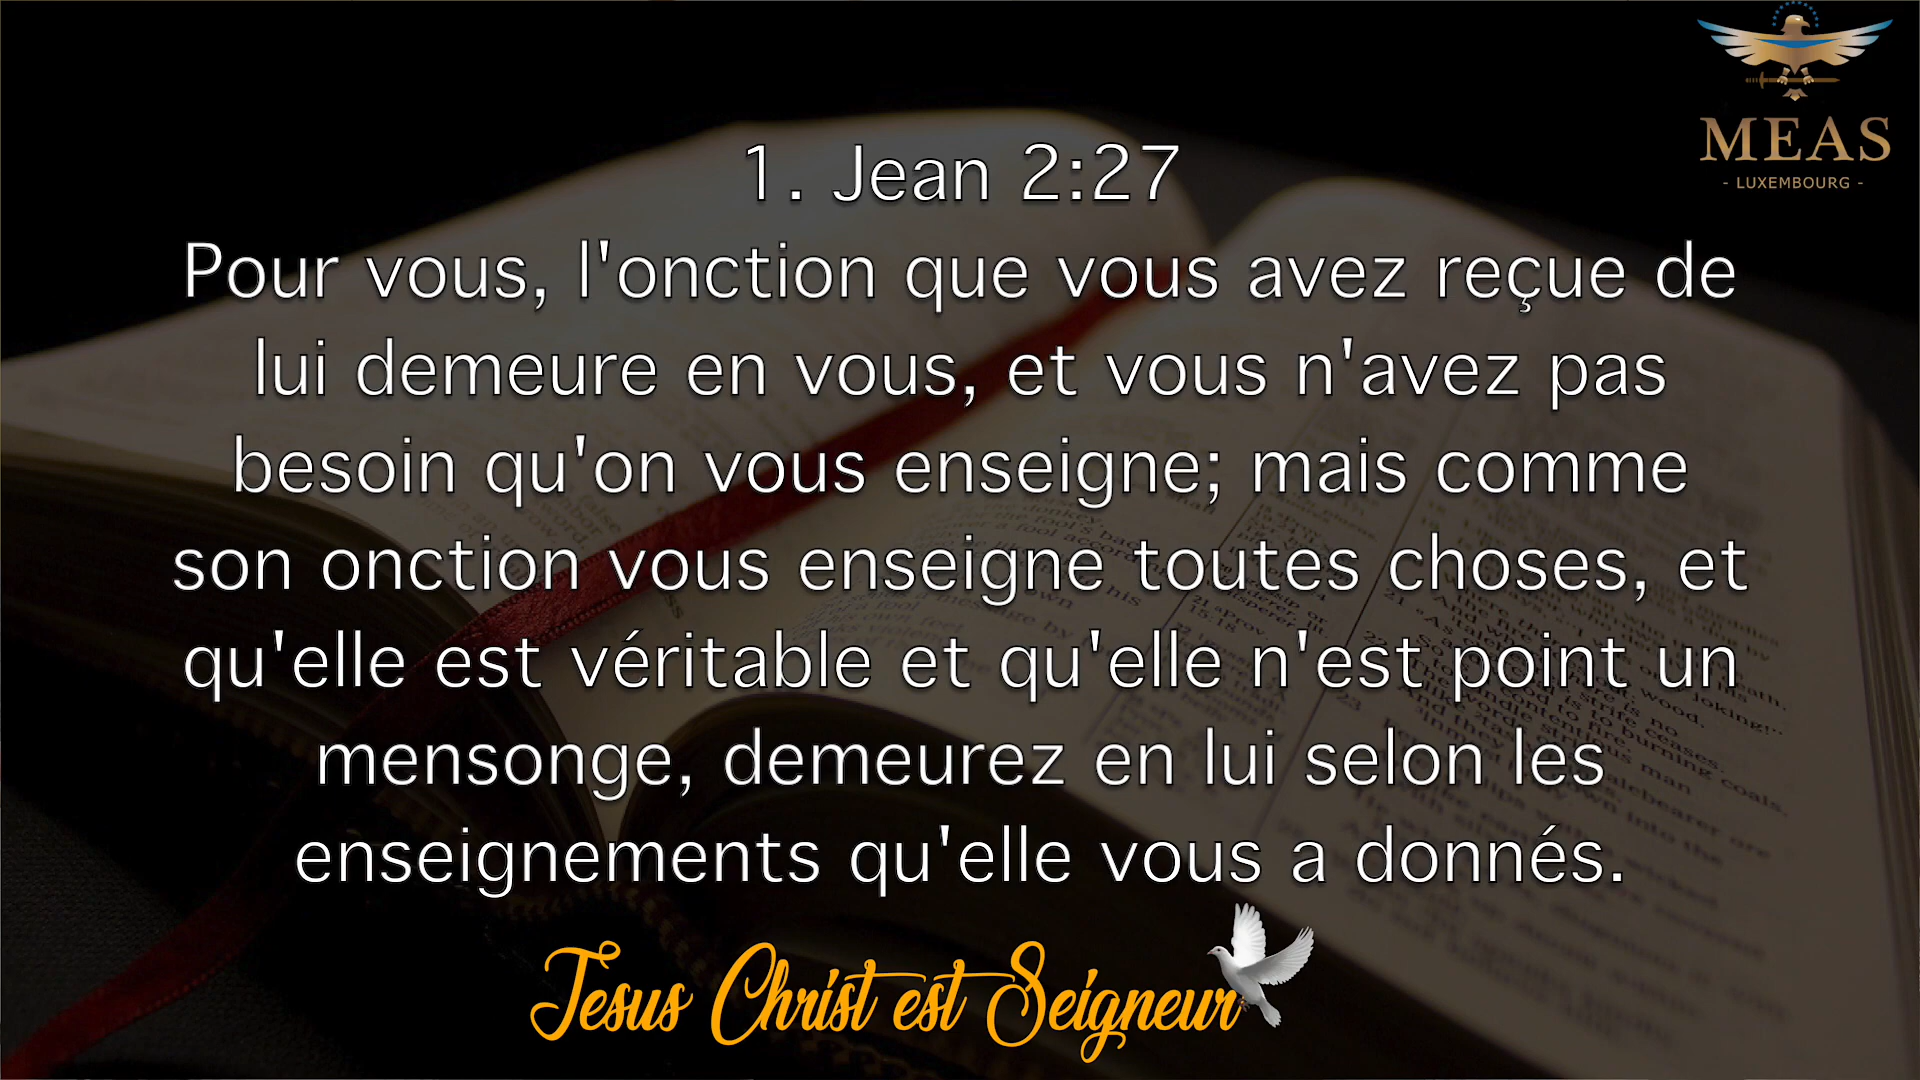 MEAS
- LUXEMBOURG -
1. Jean 2:27
Pour vous, l'onction que vous avez reçue de
lui demeure en vous, et vous n'avez pas
besoin qu'on vous enseigne; mais comme
son onction vous enseigne toutes choses, et
qu'elle est véritable et qu'elle n'est point un
mensonge, demeurez en lui selon les
enseignements qu'elle vous a donnés.
Jesus Christ est Seigneur